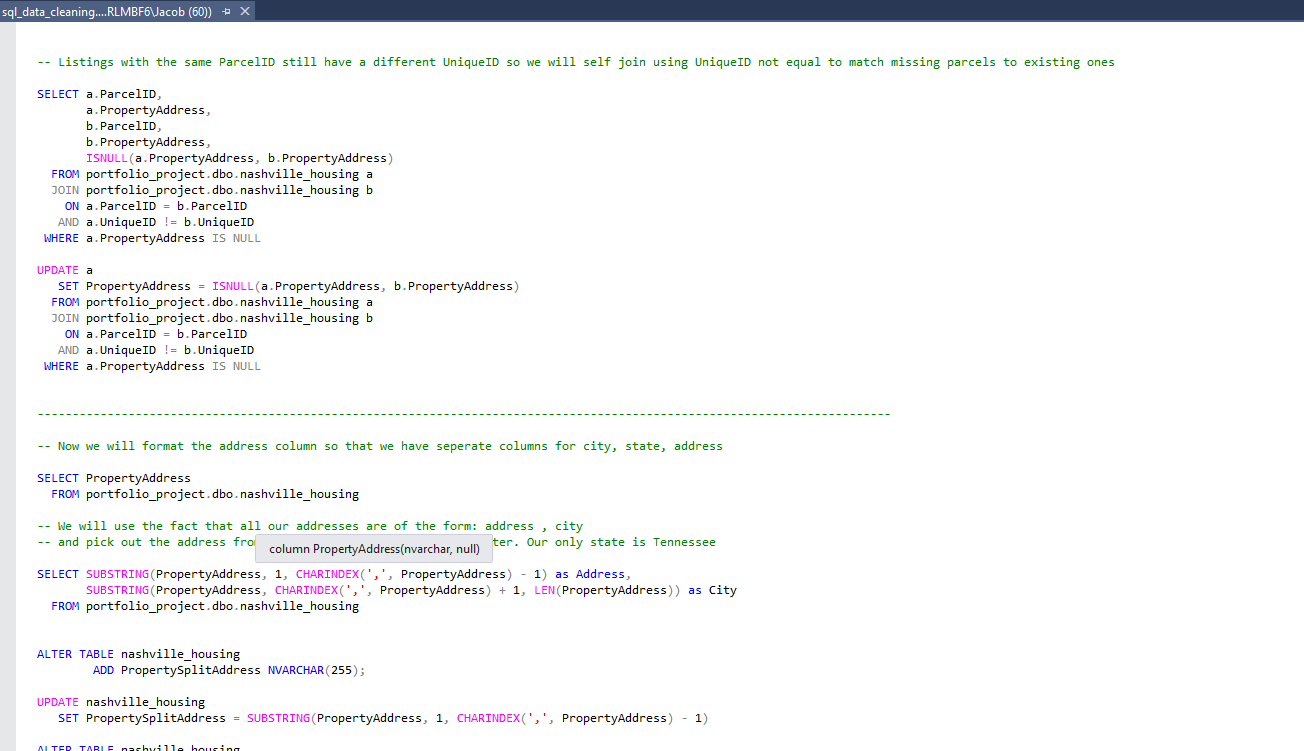 sql_data_cleaning....RLMBF6\Jacob (60))
-- Listings with the same ParcelID still have a different UniqueID so we will self join using UniqueID not equal to match missing parcels to existing ones
SELECT a.ParcelID,
a.PropertyAddress,
b.ParcelID,
b.PropertyAddress,
ISNULL(a.PropertyAddress, b.PropertyAddress)
FROM portfolio_project.dbo.nashville_housing a
JOIN portfolio_project.dbo.nashville_housing b
ON a.ParcelID = b.ParcelID
AND a.UniqueID != b.UniqueID
WHERE a.PropertyAddress IS NULL
UPDATE a
SET PropertyAddress = ISNULL(a.PropertyAddress, b.PropertyAddress)
FROM portfolio_project.dbo.nashville_housing a
JOIN portfolio_project.dbo.nashville_housing b
ON a.ParcelID = b.ParcelID
AND a.UniqueID != b.UniqueID
WHERE a.PropertyAddress IS NULL
--------------------------------------------------------------------------------------------------------------------------
-- Now we will format the address column so that we have seperate columns for city, state, address
SELECT PropertyAddress
FROM portfolio_project.dbo.nashville_housing
-- We will use the fact that all our addresses are of the form: address , city
-- and pick out the address ter. Our only state is Tennessee
column PropertyAddress(nvarchar, null)
SELECT SUBSTRING(PropertyAddress, 1, CHARINDEX(',', PropertyAddress) - 1) as Address,
SUBSTRING(PropertyAddress, CHARINDEX(',', PropertyAddress) + 1, LEN(PropertyAddress)) as City
FROM portfolio_project.dbo.nashville_housing
ALTER TABLE nashville_housing
ADD PropertySplitAddress NVARCHAR(255);
UPDATE nashville_housing
SET PropertySplitAddress = SUBSTRING(PropertyAddress, 1, CHARINDEX(',', PropertyAddress) - 1)
ALTER TABLE nashville_housing